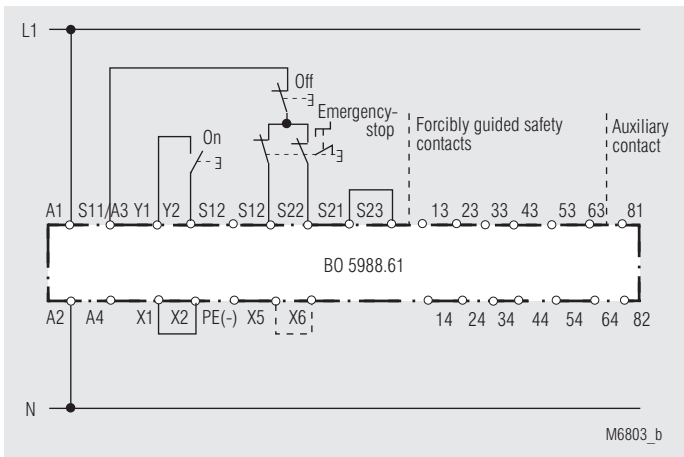 L1
Off
Emergency-
stop
On
Forcibly guided safety
contacts
Auxiliary
contact
A1 S11/A3 Y1 Y2 S12 S12 S22 S21 S23 13 23 33 43 53 63 81
BO 5988.61
A2 A4 X1 X2 PE(-) X5 X6 14 24 34 44 54 64 82
N
M6803_b